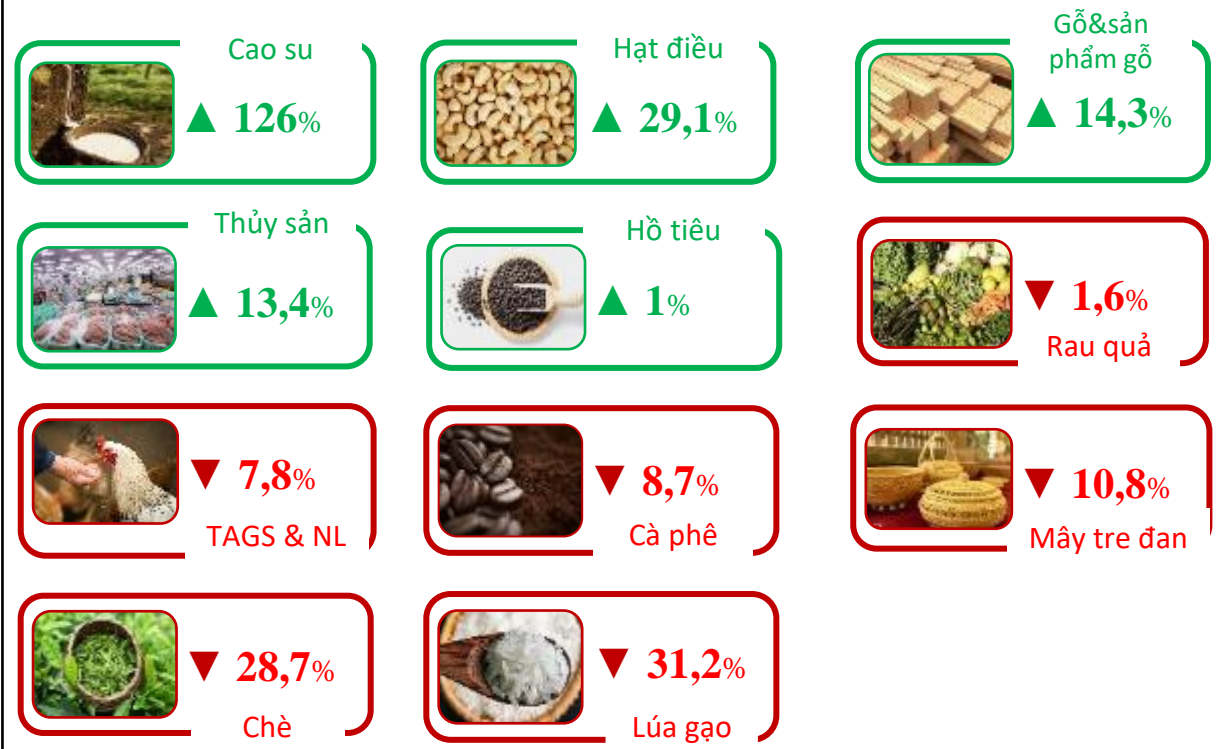 Cao su
▲ 126%
Hạt điều
▲ 29,1%
Gỗ&sản
phẩm gỗ
▲ 14,3%
Thủy sản
▲ 13,4%
Hồ tiêu
▲ 1%
▼ 1,6%
Rau quả
▼ 7,8%
TAGS & NL
▼ 8,7%
Cà phê
▼ 10,8%
Mây tre đan
▼ 28,7%
Chè
▼ 31,2%
Lúa gạo